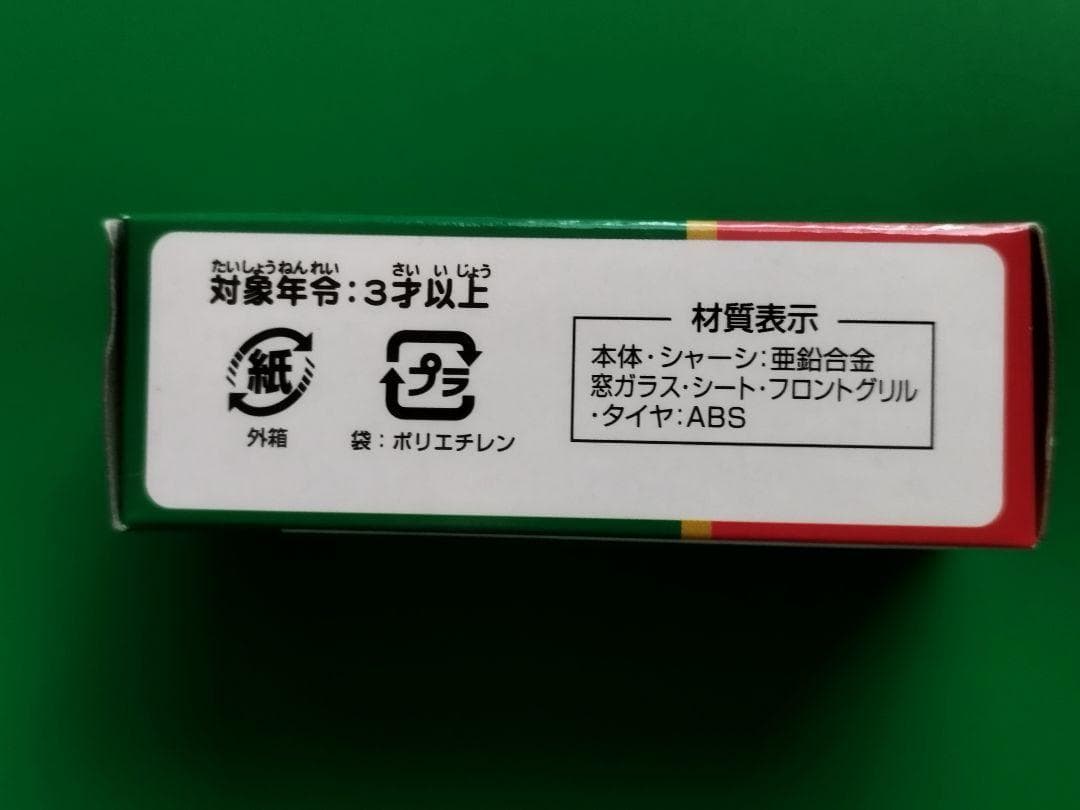 たいしょうねんれい さい いじょう
対象年令：3才以上
紙
外箱
プラ
袋：ポリエチレン
材質表示
本体・シャーシ：亜鉛合金
窓ガラス・シート・フロントグリル
・タイヤ：ABS